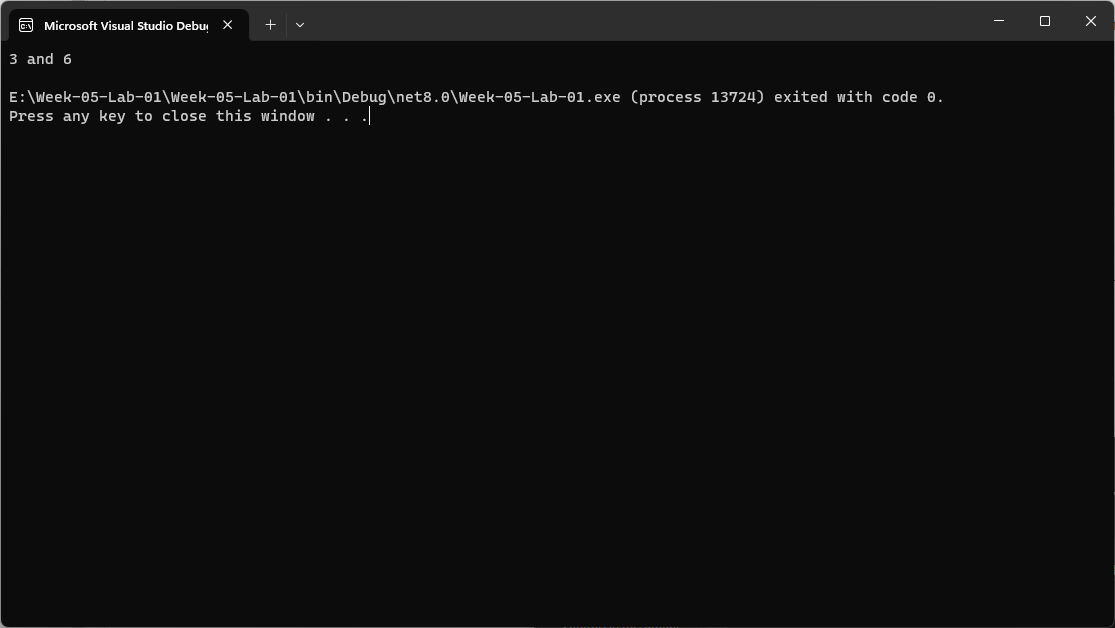 Microsoft Visual Studio Debug
3 and 6
E:\Week-05-Lab-01\Week-05-Lab-01\bin\Debug\net8.0\Week-05-Lab-01.exe (process 13724) exited with code 0.
Press any key to close this window . . .